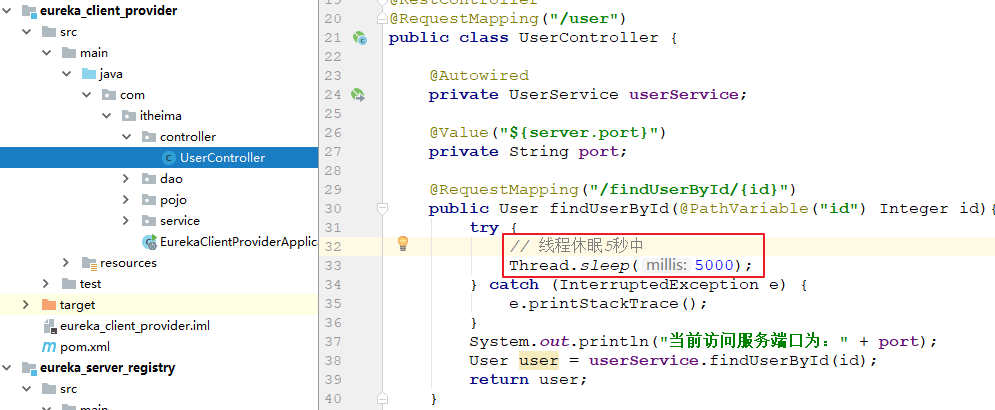 eureka_client_provider
src
main
java
com
itheima
controller
UserController
dao
pojo
service
EurekaClientProviderApplic
resources
test
target
eureka_client_provider.iml
pom.xml
eureka_server_registry
src
main
19 @RestController
20 @RequestMapping("/user")
21 public class UserController {
22
23 @Autowired
24 private UserService userService;
25
26 @Value("${server.port}")
27 private String port;
28
29 @RequestMapping("/findUserById/{id}")
30 public User findUserById(@PathVariable("id") Integer id){
31 try {
32 // 线程休眠5秒中
33 Thread.sleep( millis: 5000);
34 } catch (InterruptedException e) {
35 e.printStackTrace();
36 }
37 System.out.println("当前访问服务端口为：" + port);
38 User user = userService.findUserById(id);
39 return user;
40 }